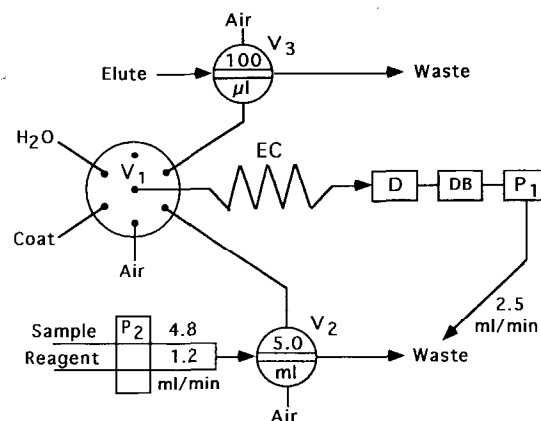 Air
V3
Elute
100
µl
Waste
H2O
V1
EC
D
DB
P1
Coat
Air
2.5
ml/min
Sample
P2
4.8
Reagent
1.2
ml/min
V2
5.0
ml
Waste
Air